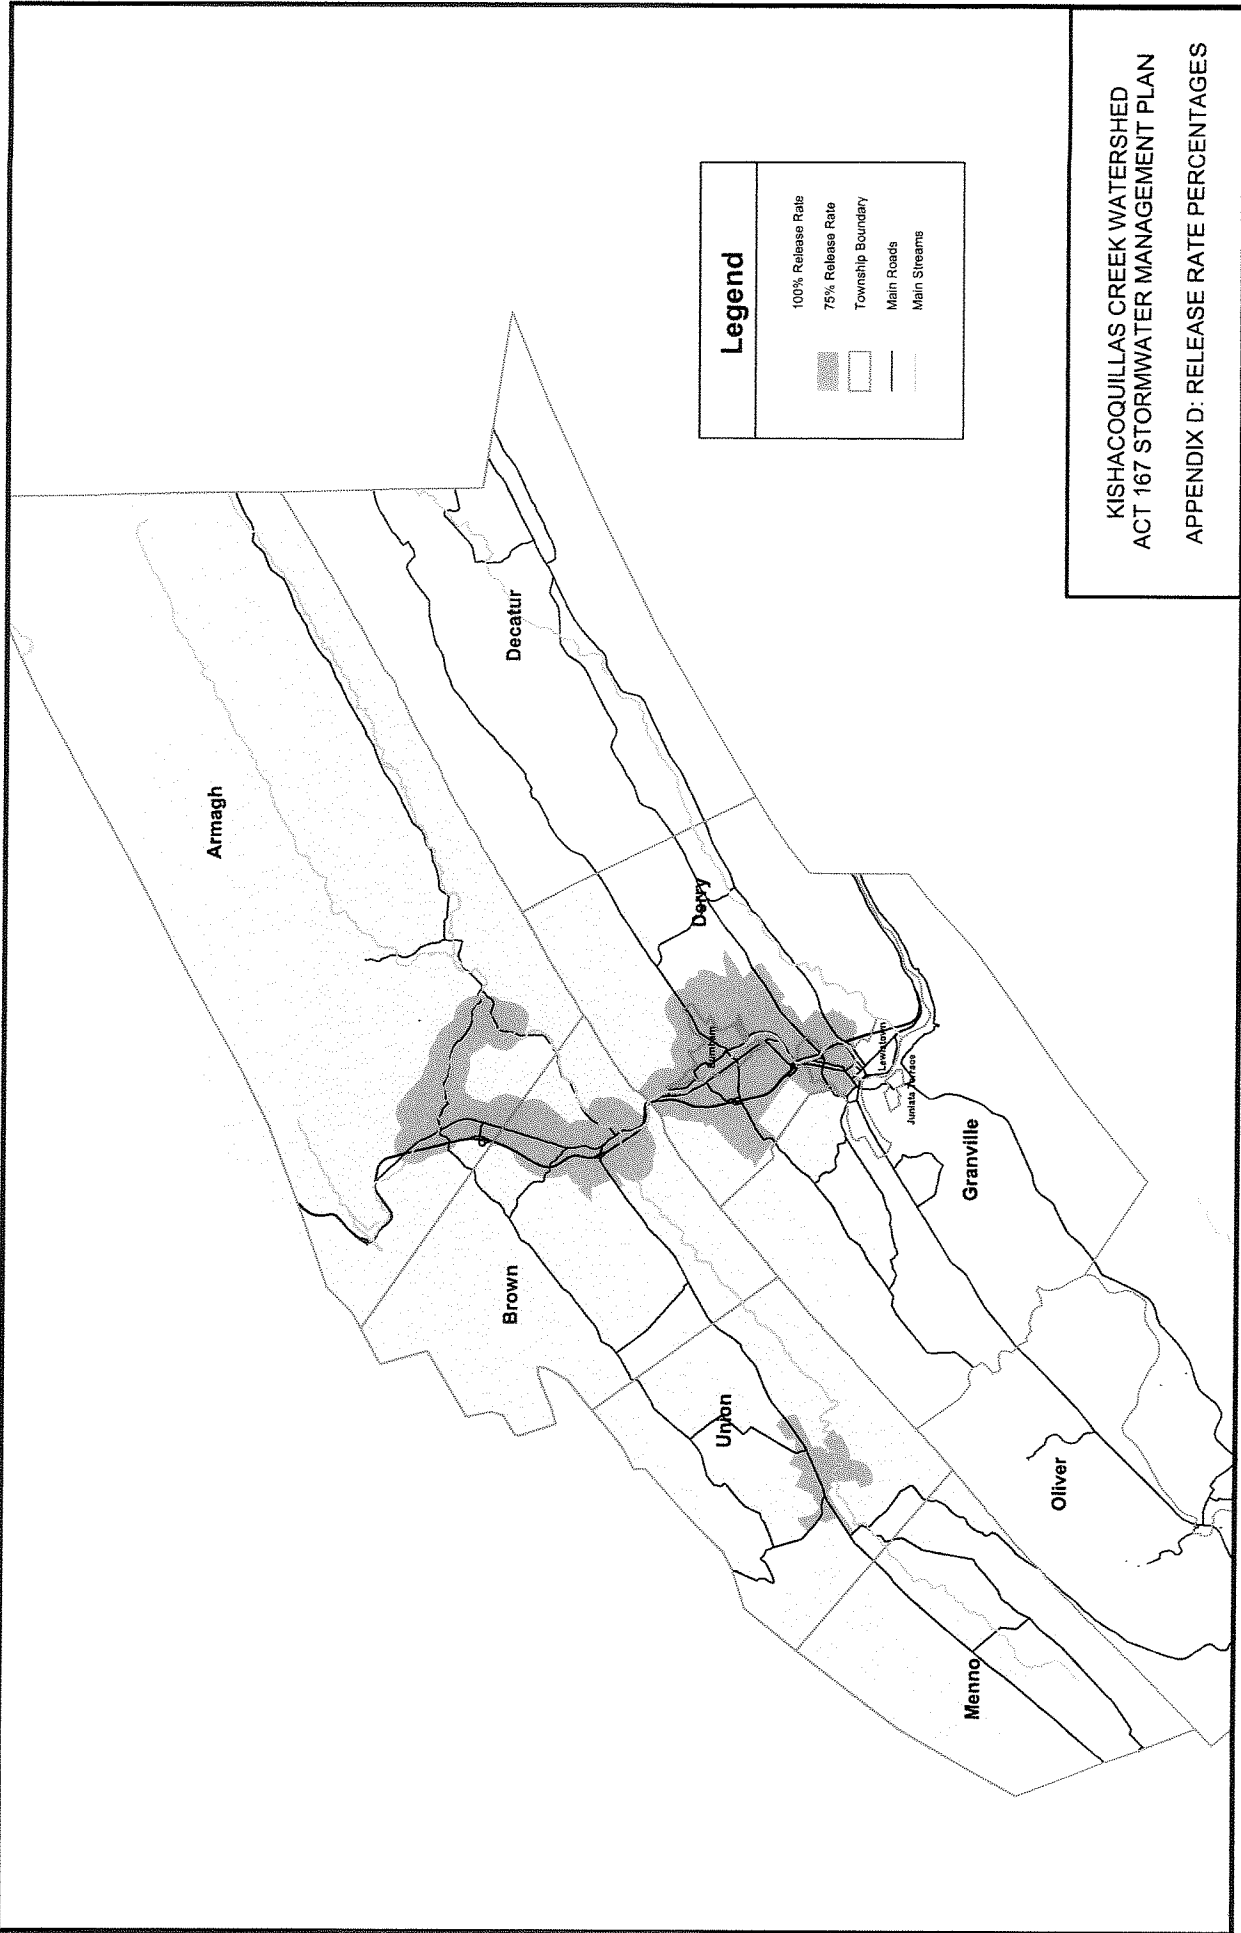 Armagh
Decatur
Derry
Brown
Burnham
Lewistown
Juniata Terrace
Granville
Union
Oliver
Menno
Legend
100% Release Rate
75% Release Rate
Township Boundary
Main Roads
Main Streams
KISHACOQUILLAS CREEK WATERSHED
ACT 167 STORMWATER MANAGEMENT PLAN
APPENDIX D: RELEASE RATE PERCENTAGES